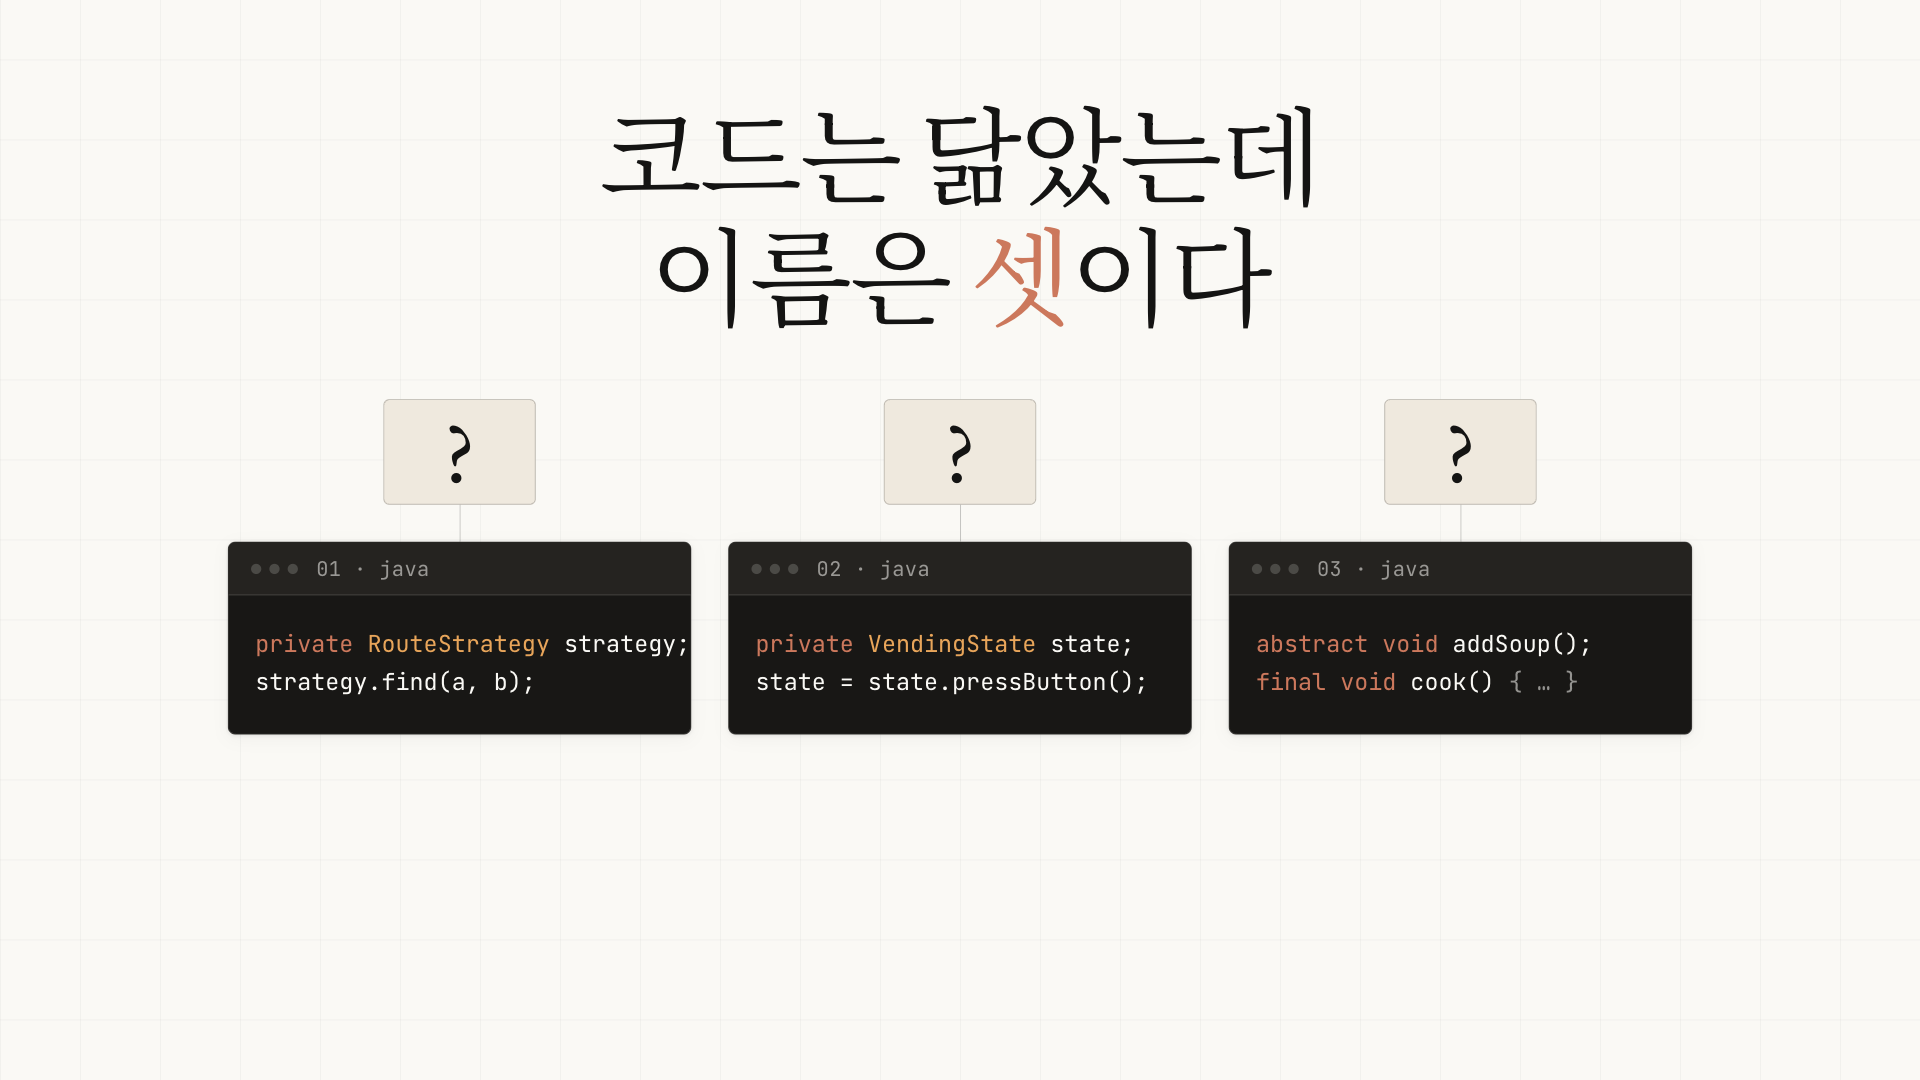 코드는 닮았는데
이름은 셋이다
?
?
?
01 · java
private RouteStrategy strategy;
strategy.find(a, b);
02 · java
private VendingState state;
state = state.pressButton();
03 · java
abstract void addSoup();
final void cook() { … }